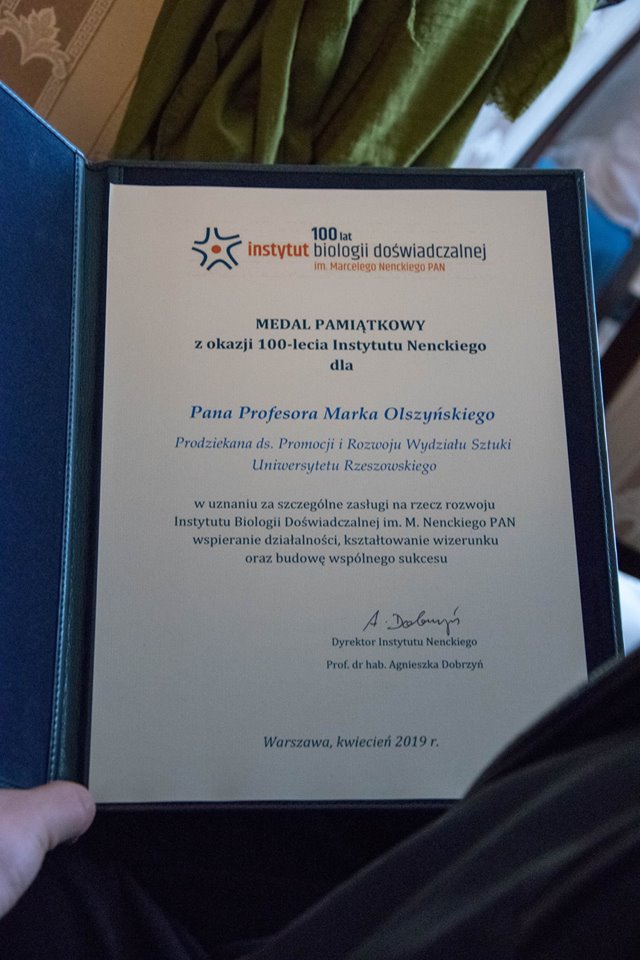 100 lat
instytut biologii doświadczalnej
im. Marcelego Nenckiego PAN
MEDAL PAMIĄTKOWY
z okazji 100-lecia Instytutu Nenckiego
dla
Pana Profesora Marka Olszyńskiego
Prodziekana ds. Promocji i Rozwoju Wydziału Sztuki
Uniwersytetu Rzeszowskiego
w uznaniu za szczególne zasługi na rzecz rozwoju
Instytutu Biologii Doświadczalnej im. M. Nenckiego PAN
wspieranie działalności, kształtowanie wizerunku
oraz budowę wspólnego sukcesu
A. Dobrzyń
Dyrektor Instytutu Nenckiego
Prof. dr hab. Agnieszka Dobrzyń
Warszawa, kwiecień 2019 r.